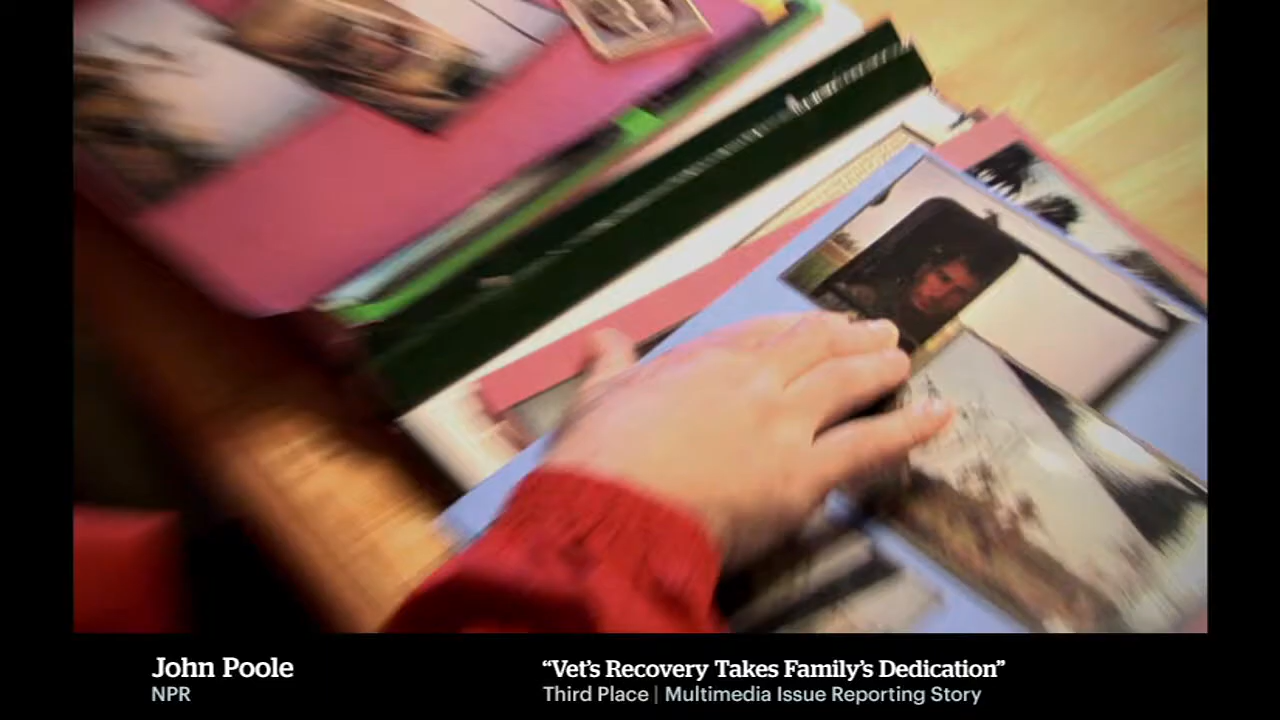 John Poole
NPR
“Vet’s Recovery Takes Family’s Dedication”
Third Place | Multimedia Issue Reporting Story